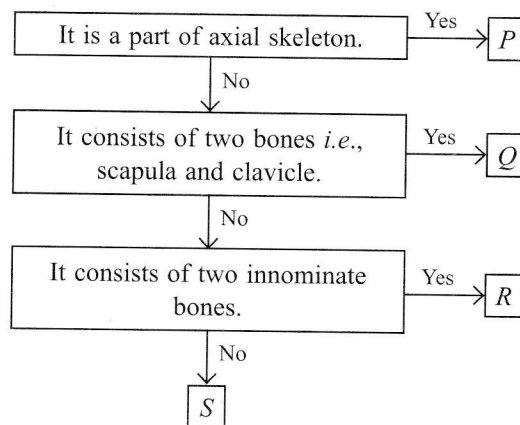 It is a part of axial skeleton.
Yes
P
No
It consists of two bones i.e.,
scapula and clavicle.
Yes
Q
No
It consists of two innominate
bones.
Yes
R
No
S